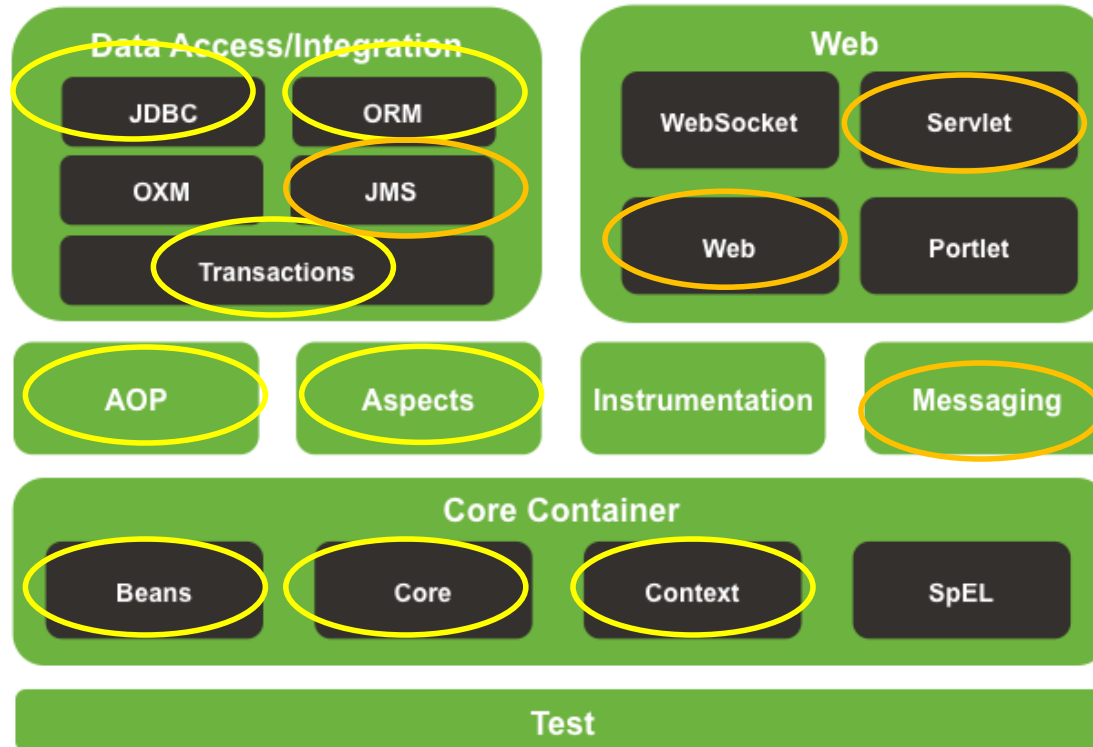 Data Access/Integration
JDBC
ORM
OXM
JMS
Transactions
Web
WebSocket
Servlet
Web
Portlet
AOP
Aspects
Instrumentation
Messaging
Core Container
Beans
Core
Context
SpEL
Test